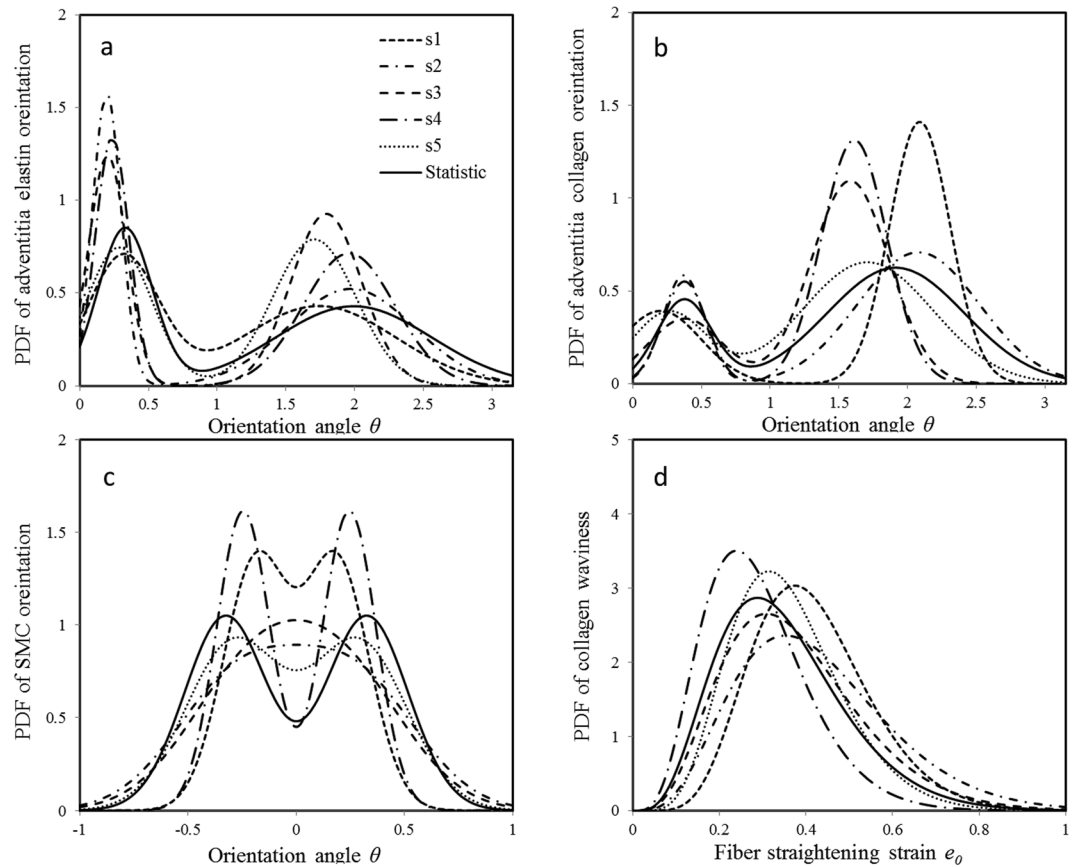 2
a
s1
s2
s3
s4
s5
Statistic
1.5
1
0.5
0
PDF of adventitia elastin oreintation
0 0.5 1 1.5 2 2.5 3
Orientation angle θ
2
b
1.5
1
0.5
0
PDF of adventitia collagen oreintation
0 0.5 1 1.5 2 2.5 3
Orientation angle θ
2
c
1.5
1
0.5
0
PDF of SMC oreintation
-1 -0.5 0 0.5 1
Orientation angle θ
5
d
4
3
2
1
0
PDF of collagen waviness
0 0.2 0.4 0.6 0.8 1
Fiber straightening strain e0